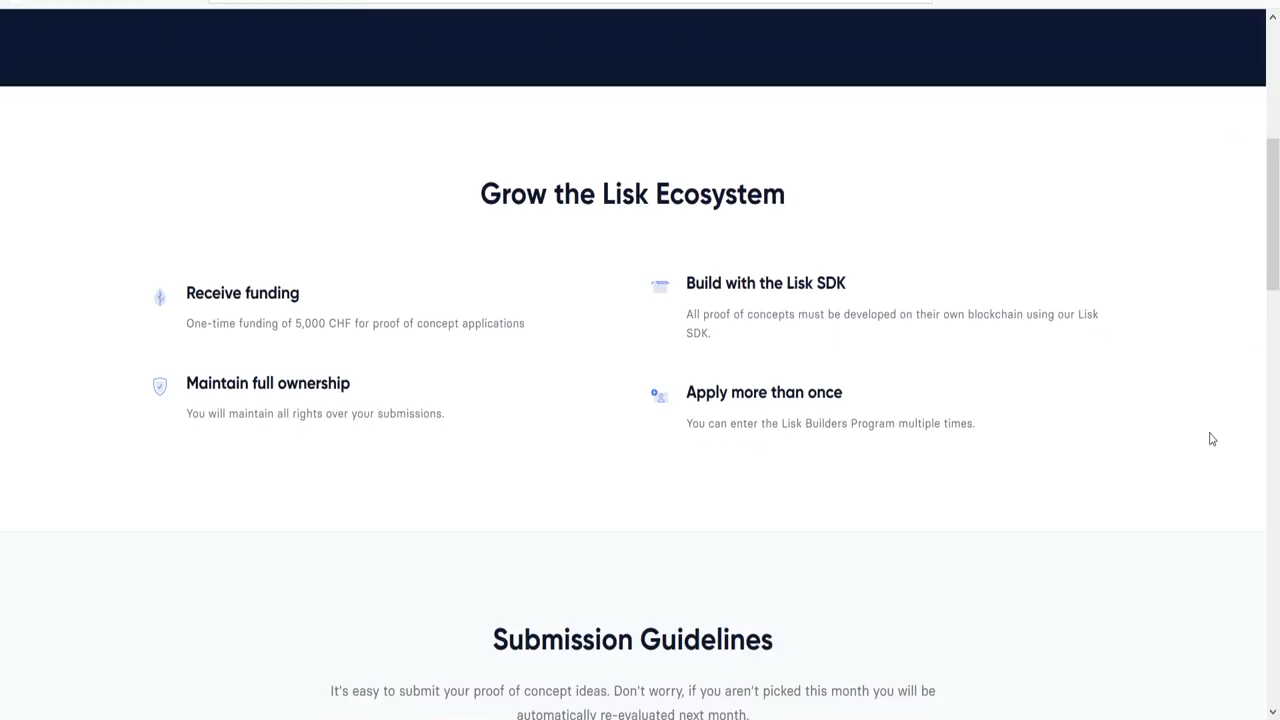 Grow the Lisk Ecosystem
Receive funding
One-time funding of 5,000 CHF for proof of concept applications
Maintain full ownership
You will maintain all rights over your submissions.
Build with the Lisk SDK
All proof of concepts must be developed on their own blockchain using our Lisk
SDK.
Apply more than once
You can enter the Lisk Builders Program multiple times.
Submission Guidelines
It's easy to submit your proof of concept ideas. Don't worry, if you aren't picked this month you will be
automatically re-evaluated next month.